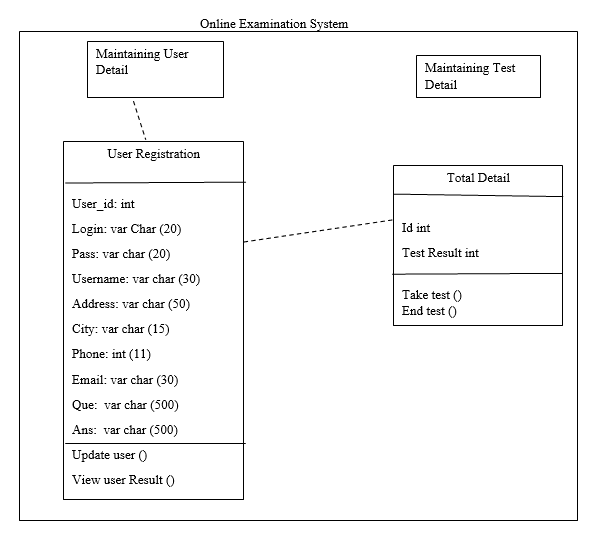 Online Examination System
Maintaining User
Detail
Maintaining Test
Detail
User Registration
User_id: int
Login: var Char (20)
Pass: var char (20)
Username: var char (30)
Address: var char (50)
City: var char (15)
Phone: int (11)
Email: var char (30)
Que: var char (500)
Ans: var char (500)
Update user ()
View user Result ()
Total Detail
Id int
Test Result int
Take test ()
End test ()